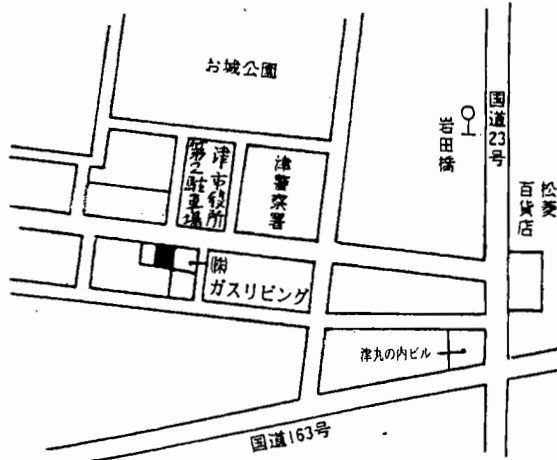 お城公園
国道23号
岩田橋
松菱
百貨店
津市役所
第2駐車場
津警察署
㈱
ガスリビング
津丸の内ビル
国道163号